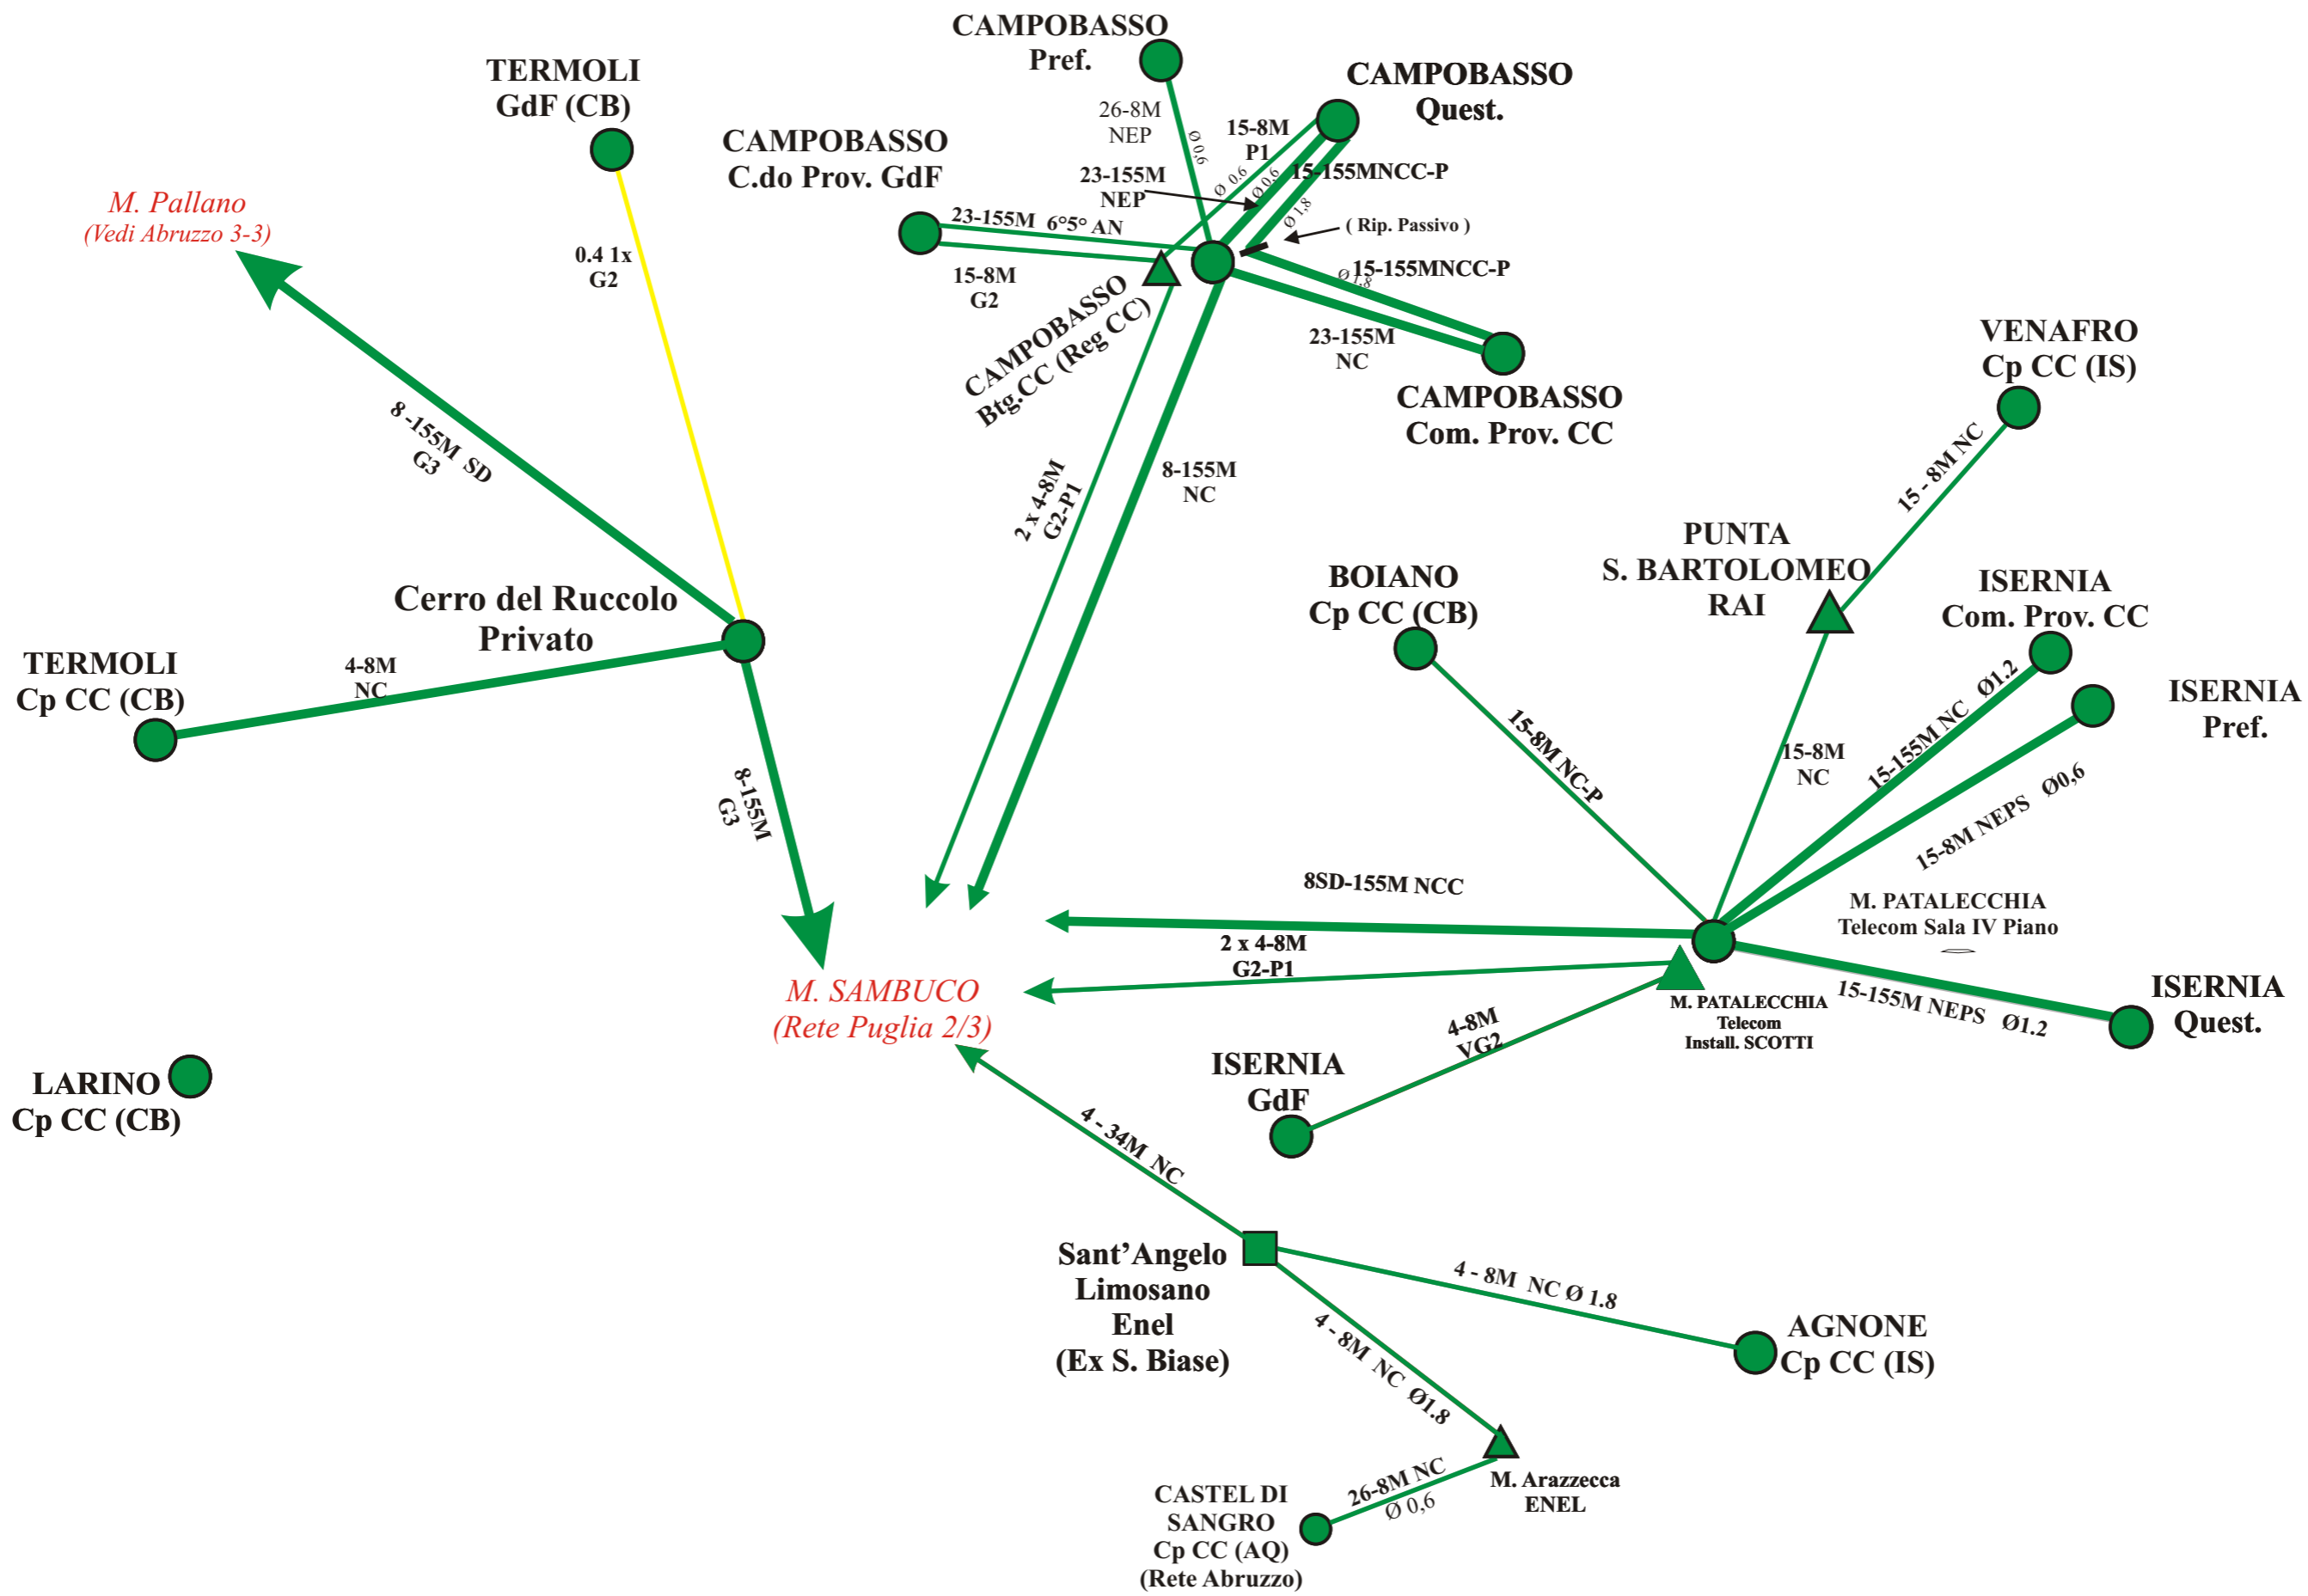 CAMPOBASSO
Pref.
TERMOLI
GdF (CB)
CAMPOBASSO
Quest.
26-8M
NEP
Ø 0,6
15-8M
P1
CAMPOBASSO
C.do Prov. GdF
23-155M
NEP
Ø 0,6
Ø 0,6
15-155MNCC-P
Ø 1,8
M. Pallano
(Vedi Abruzzo 3-3)
23-155M 6°5° AN
( Rip. Passivo )
0.4 1x
G2
15-8M
G2
15-155MNCC-P
Ø 1,8
CAMPOBASSO
Btg.CC (Reg CC)
23-155M
NC
VENAFRO
Cp CC (IS)
CAMPOBASSO
Com. Prov. CC
8 -155M SD
G3
2 x 4-8M
G2-P1
8-155M
NC
15 - 8M NC
PUNTA
S. BARTOLOMEO
RAI
Cerro del Ruccolo
Privato
BOIANO
Cp CC (CB)
ISERNIA
Com. Prov. CC
TERMOLI
Cp CC (CB)
4-8M
NC
ISERNIA
Pref.
15-8M NC-P
15-8M
NC
15-155M NC Ø1.2
15-8M NEPS Ø0,6
8-155M
G3
8SD-155M NCC
M. PATALECCHIA
Telecom Sala IV Piano
2 x 4-8M
G2-P1
M. SAMBUCO
(Rete Puglia 2/3)
M. PATALECCHIA
Telecom
Install. SCOTTI
15-155M NEPS Ø1.2
ISERNIA
Quest.
4-8M
VG2
ISERNIA
GdF
LARINO
Cp CC (CB)
4 - 34M NC
Sant’Angelo
Limosano
Enel
(Ex S. Biase)
4 - 8M NC Ø 1.8
4 - 8M NC Ø1.8
AGNONE
Cp CC (IS)
26-8M NC
Ø 0,6
M. Arazzecca
ENEL
CASTEL DI
SANGRO
Cp CC (AQ)
(Rete Abruzzo)